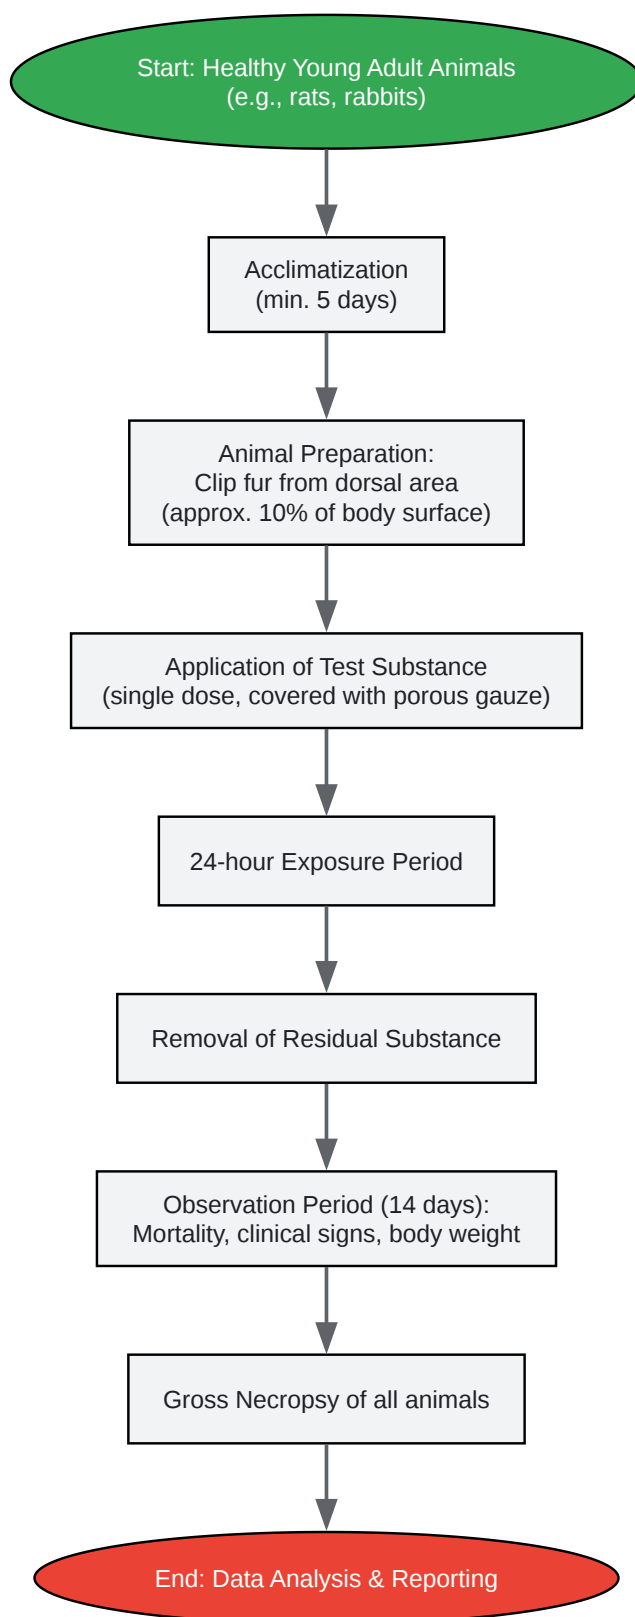 Start: Healthy Young Adult Animals
(e.g., rats, rabbits)
Acclimatization
(min. 5 days)
Animal Preparation:
Clip fur from dorsal area
(approx. 10% of body surface)
Application of Test Substance
(single dose, covered with porous gauze)
24-hour Exposure Period
Removal of Residual Substance
Observation Period (14 days):
Mortality, clinical signs, body weight
Gross Necropsy of all animals
End: Data Analysis & Reporting